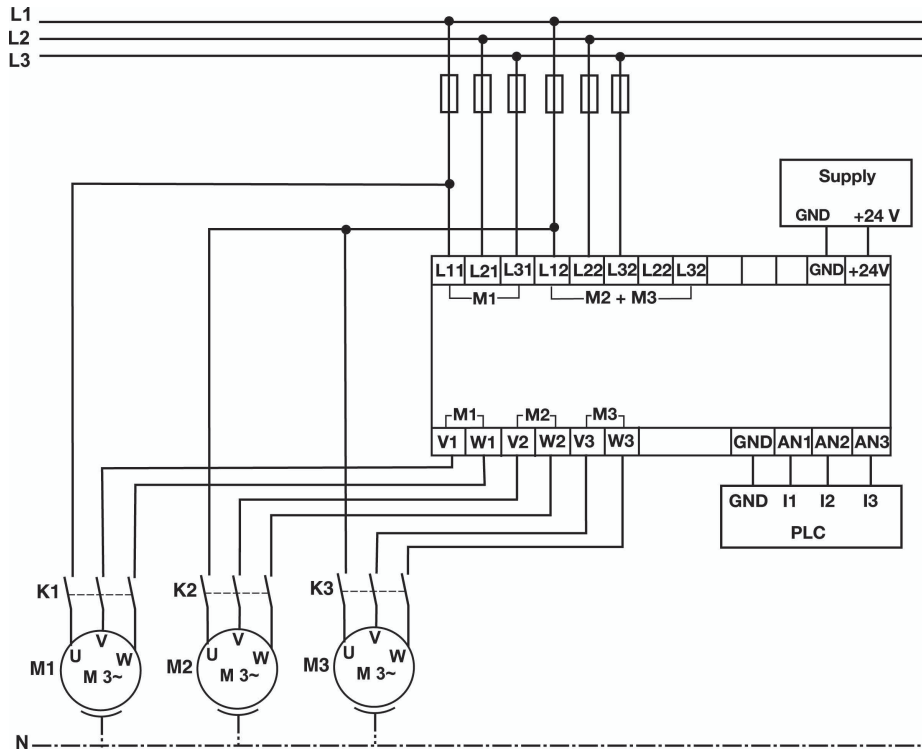 L1
L2
L3
Supply
GND +24 V
L11 L21 L31 L12 L22 L32 L22 L32 GND +24V
M1 M2 + M3
M1 M2 M3
V1 W1 V2 W2 V3 W3 GND AN1 AN2 AN3
GND I1 I2 I3
PLC
K1 K2 K3
U V W U V W U V W
M1 M 3~ M2 M 3~ M3 M 3~
N